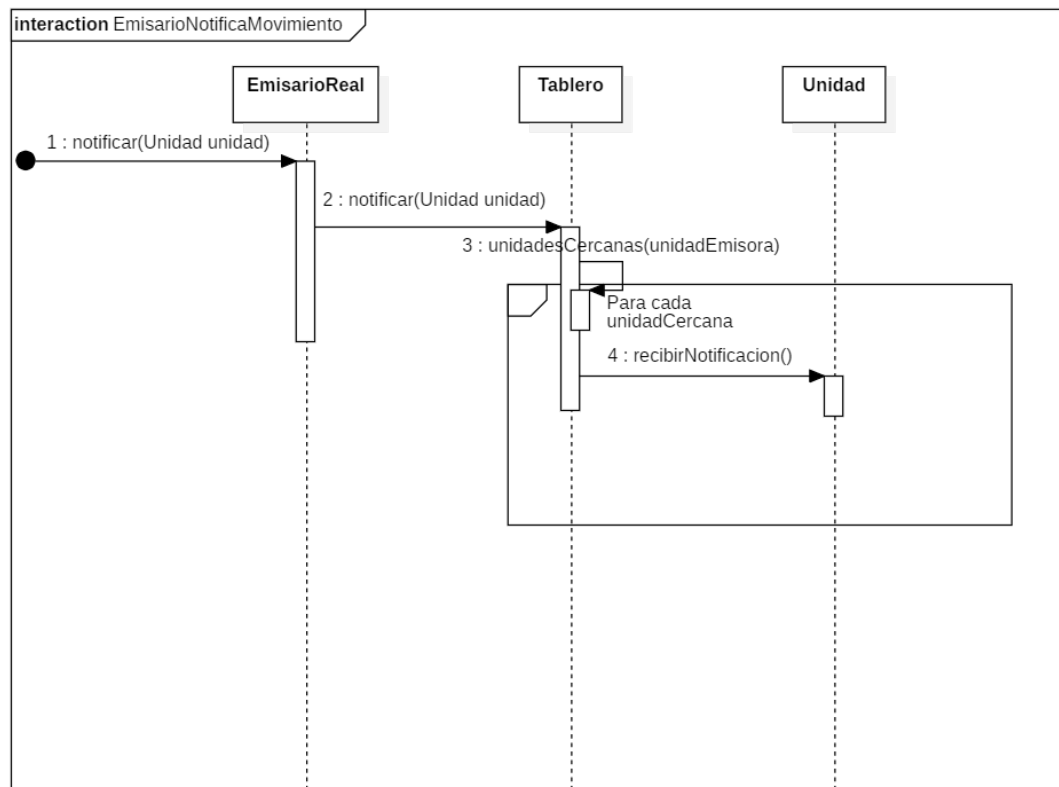 interaction EmisarioNotificaMovimiento
EmisarioReal
Tablero
Unidad
1 : notificar(Unidad unidad)
2 : notificar(Unidad unidad)
3 : unidadesCercanas(unidadEmisora)
Para cada
unidadCercana
4 : recibirNotificacion()